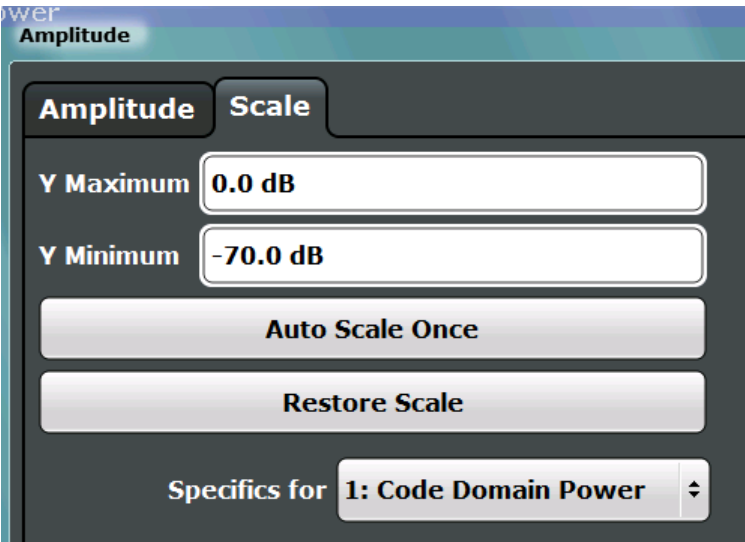 ower
Amplitude
Amplitude Scale
Y Maximum 0.0 dB
Y Minimum -70.0 dB
Auto Scale Once
Restore Scale
Specifics for 1: Code Domain Power